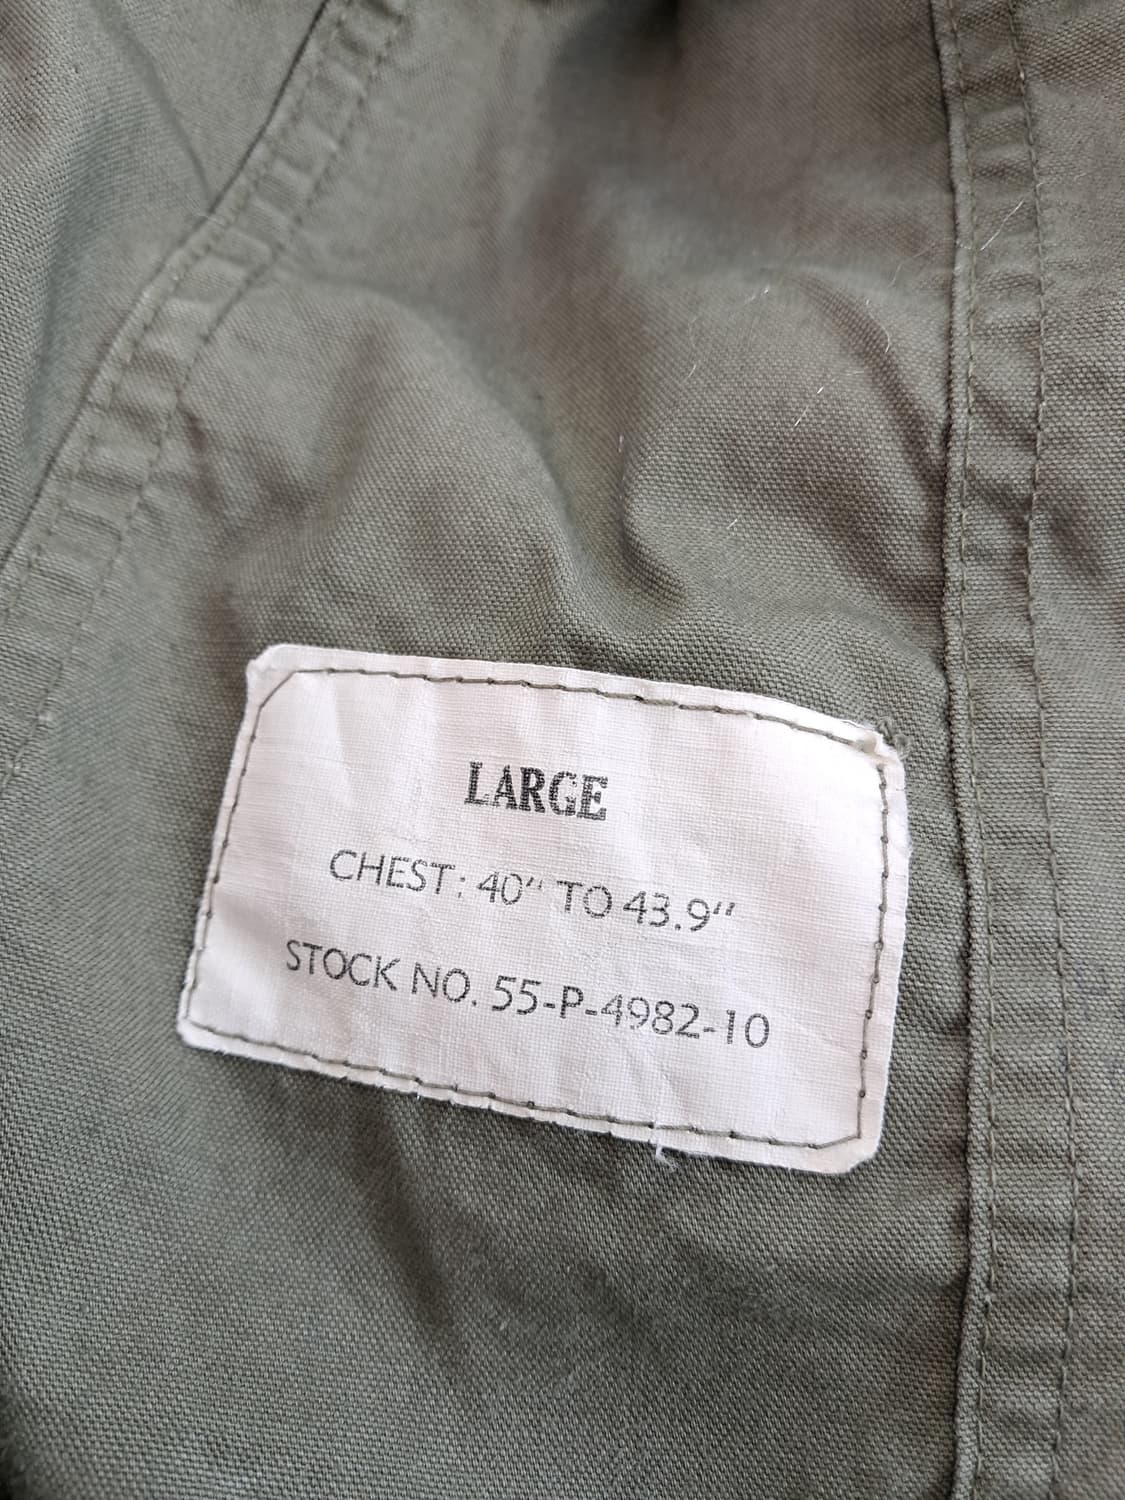 LARGE
CHEST: 40" TO 43.9"
STOCK NO. 55-P-4982-10